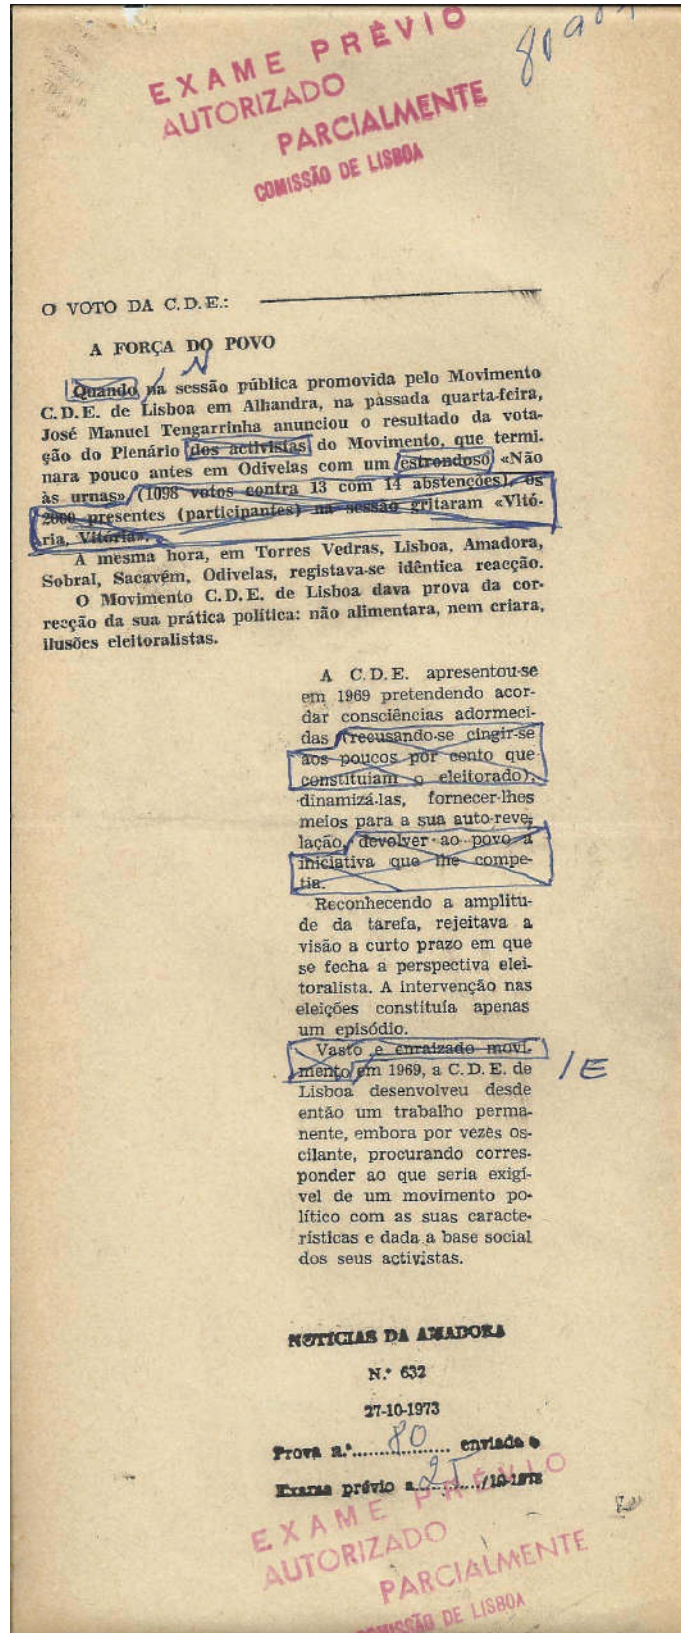 EXAME PRÉVIO
AUTORIZADO
PARCIALMENTE
COMISSÃO DE LISBOA
O VOTO DA C.D.E.:
A FORÇA DO POVO
N
Quando na sessão pública promovida pelo Movimento
C.D.E. de Lisboa em Alhandra, na passada quarta-feira,
José Manuel Tengarrinha anunciou o resultado da vota-
ção do Plenário dos activistas do Movimento, que termi-
nara pouco antes em Odivelas com um estrondoso «Não
às urnas» (1098 votos contra 13 com 14 abstenções), os
2000 presentes (participantes) na sessão gritaram «Vitó-
ria, Vitória».
À mesma hora, em Torres Vedras, Lisboa, Amadora,
Sobral, Sacavém, Odivelas, registava-se idêntica reacção.
O Movimento C.D.E. de Lisboa dava prova da cor-
recção da sua prática política: não alimentara, nem criara,
ilusões eleitoralistas.
A C.D.E. apresentou-se
em 1969 pretendendo acor-
dar consciências adormeci-
das (recusando-se cingir-se
aos poucos por cento que
constituiam o eleitorado),
dinamizá-las, fornecer-lhes
meios para a sua auto-reve-
lação, devolver ao povo a
iniciativa que lhe compe-
tia.
Reconhecendo a amplitu-
de da tarefa, rejeitava a
visão a curto prazo em que
se fecha a perspectiva elei-
toralista. A intervenção nas
eleições constituía apenas
um episódio.
Vasto e enraizado movi-
mento em 1969, a C.D.E. de /E
Lisboa desenvolveu desde
então um trabalho perma-
nente, embora por vezes os-
cilante, procurando corres-
ponder ao que seria exigí-
vel de um movimento po-
lítico com as suas caracte-
rísticas e dada a base social
dos seus activistas.
NOTÍCIAS DA AMADORA
N.º 632
27-10-1973
Prova n.º 80 enviada a
Exame prévio a 25/10-1973
EXAME PRÉVIO
AUTORIZADO
PARCIALMENTE
COMISSÃO DE LISBOA